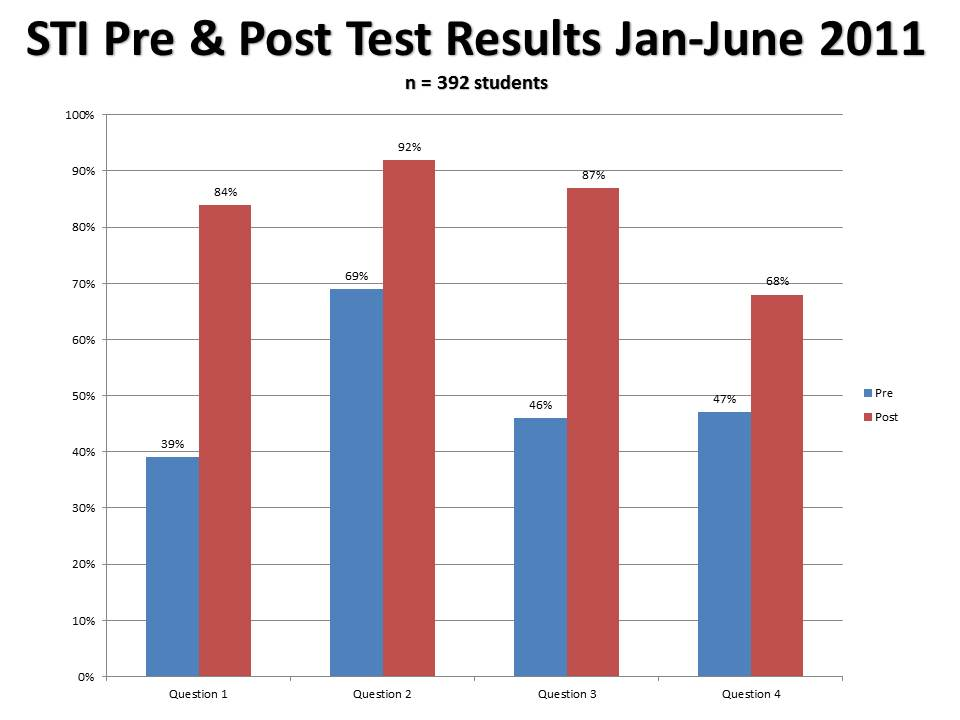 STI Pre & Post Test Results Jan-June 2011
n = 392 students
100%
90%
80%
70%
60%
50%
40%
30%
20%
10%
0%
39%
84%
69%
92%
46%
87%
47%
68%
Question 1
Question 2
Question 3
Question 4
Pre
Post